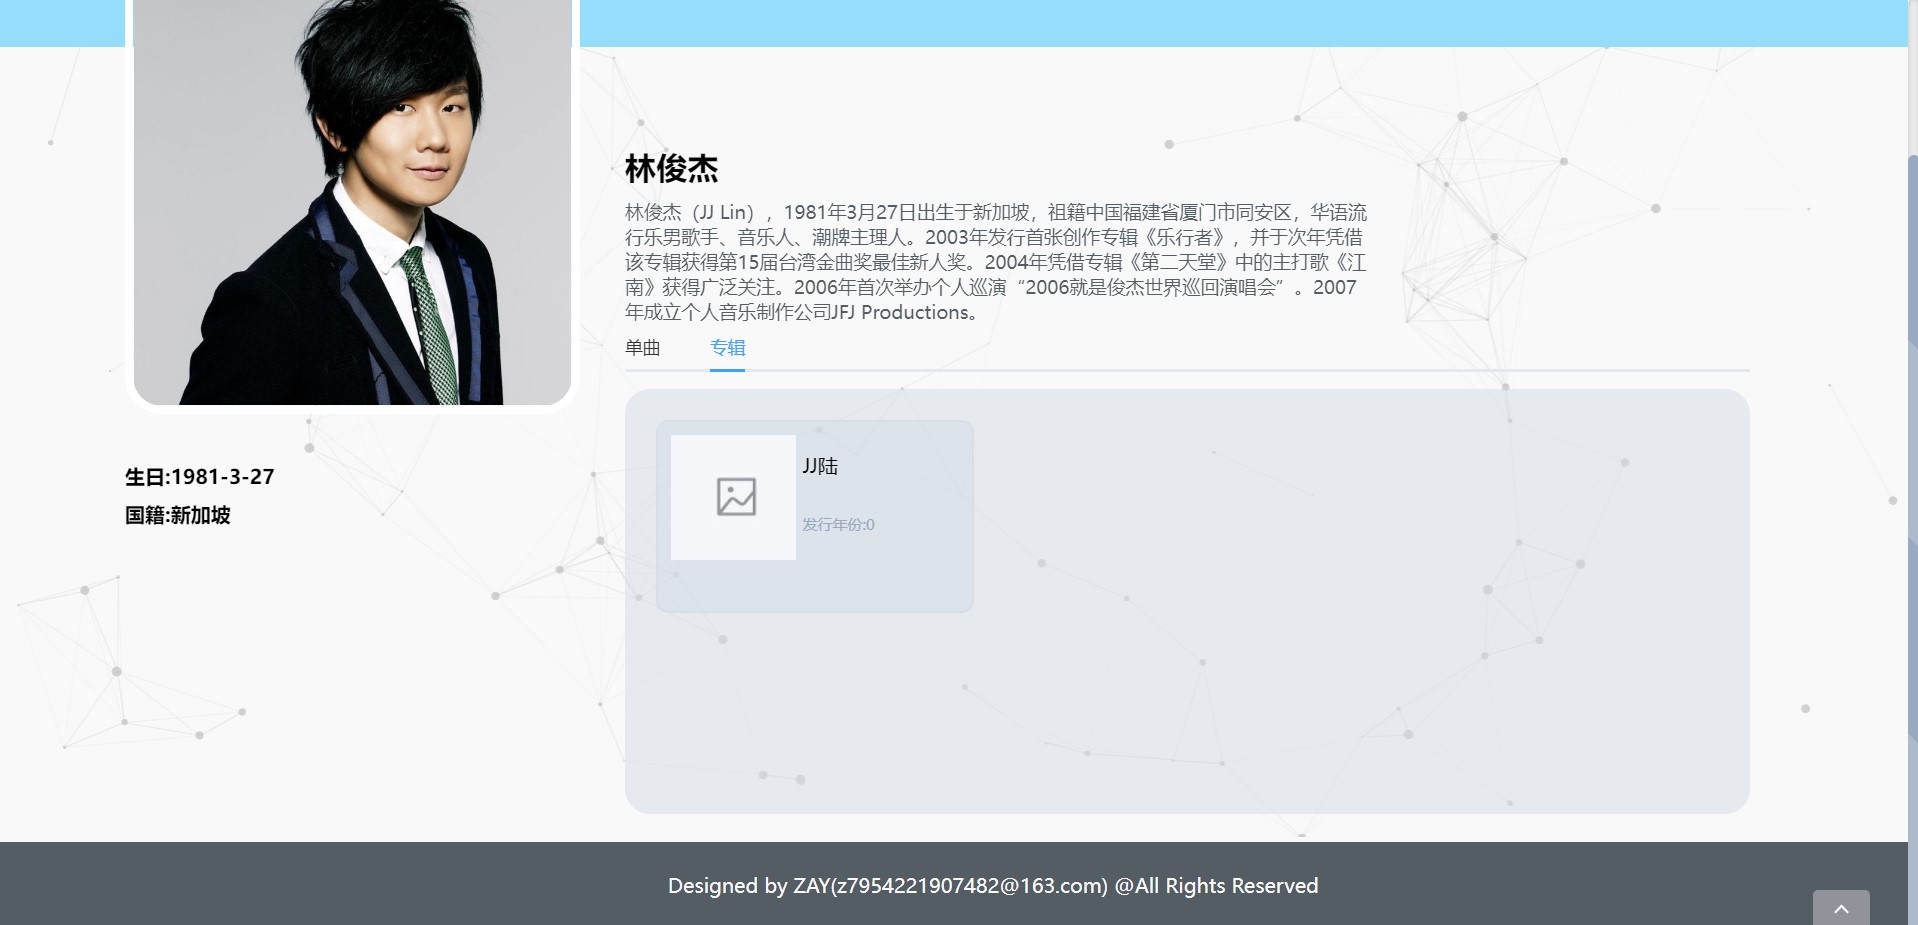 林俊杰
林俊杰（JJ Lin），1981年3月27日出生于新加坡，祖籍中国福建省厦门市同安区，华语流
行乐男歌手、音乐人、潮牌主理人。2003年发行首张创作专辑《乐行者》，并于次年凭借
该专辑获得第15届台湾金曲奖最佳新人奖。2004年凭借专辑《第二天堂》中的主打歌《江
南》获得广泛关注。2006年首次举办个人巡演“2006就是俊杰世界巡回演唱会”。2007
年成立个人音乐制作公司JFJ Productions。
单曲 专辑
JJ陆
发行年份:0
生日:1981-3-27
国籍:新加坡
Designed by ZAY(z7954221907482@163.com) @All Rights Reserved